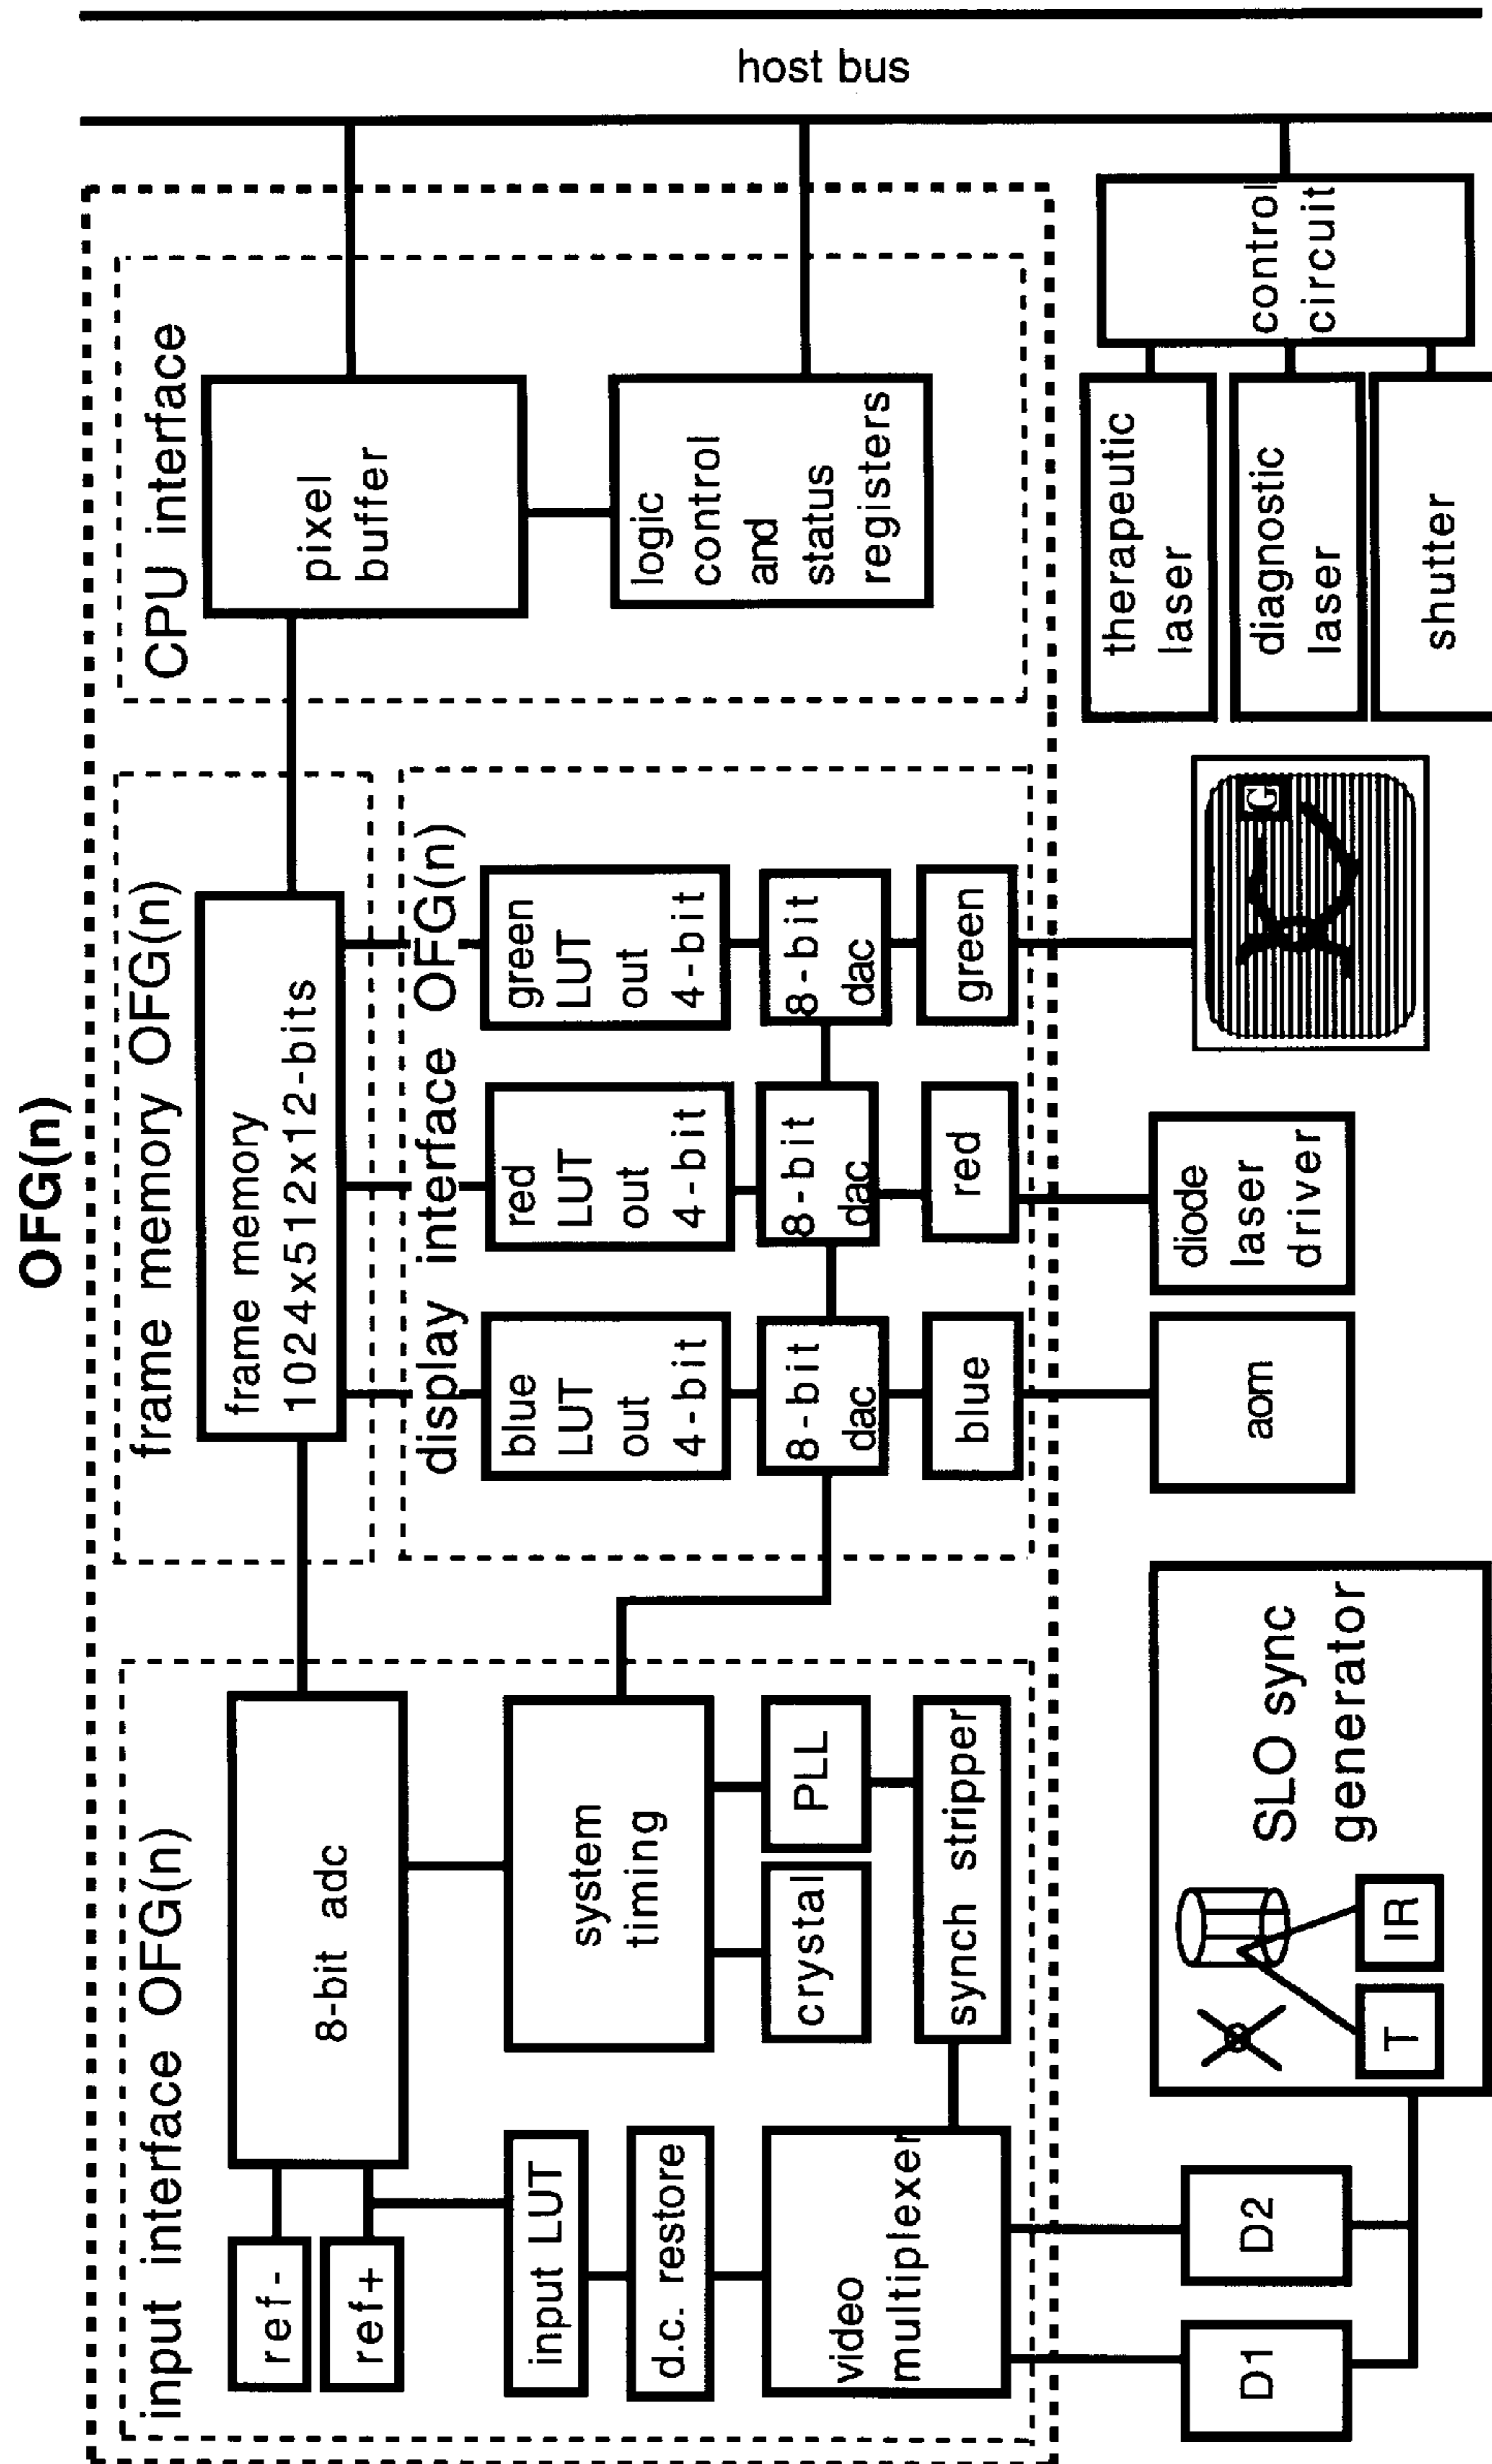 OFG(n)
input interface OFG(n)
ref-
ref+
8-bit adc
input LUT
d.c. restore
video
multiplexer
system
timing
crystal
PLL
synch stripper
frame memory OFG(n)
frame memory
1024x512x12-bits
display interface OFG(n)
blue
LUT
out
4-bit
8-bit
dac
blue
red
LUT
out
4-bit
8-bit
dac
red
green
LUT
out
4-bit
8-bit
dac
green
CPU interface
pixel
buffer
logic
control
and
status
registers
host bus
D1
D2
T
IR
SLO sync
generator
aom
diode
laser
driver
G
therapeutic
laser
diagnostic
laser
shutter
control
circuit